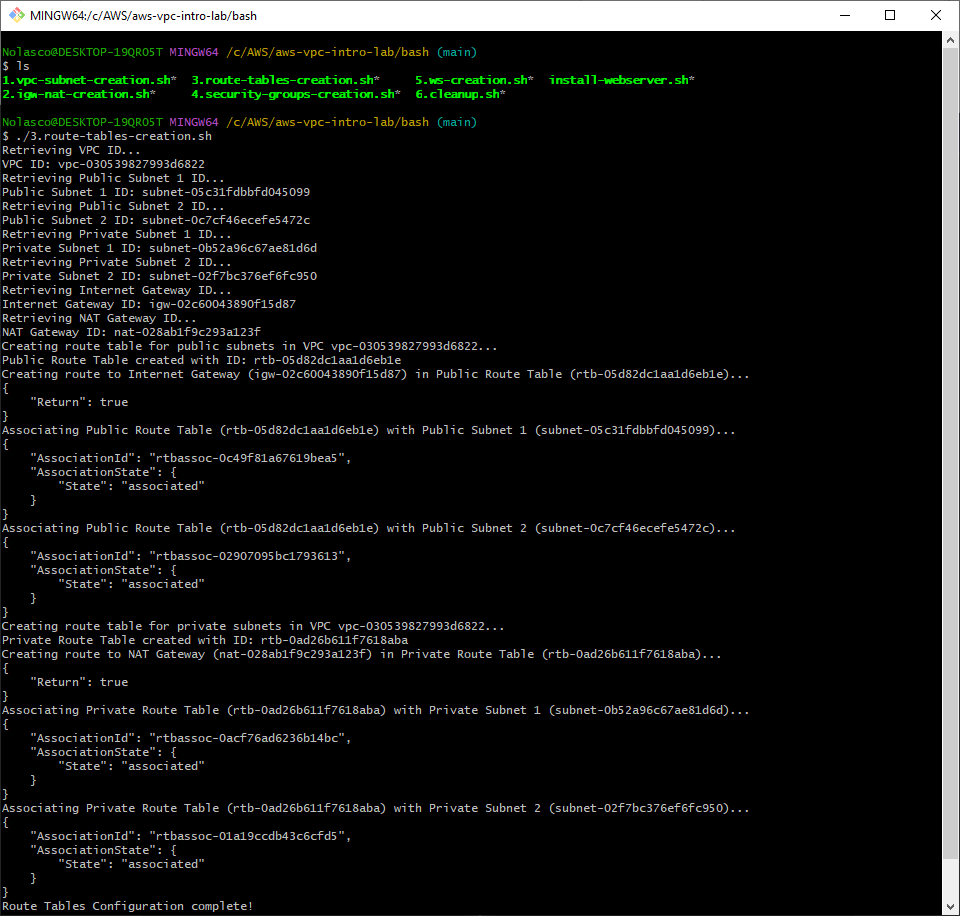 MINGW64:/c/AWS/aws-vpc-intro-lab/bash
Nolasco@DESKTOP-19QRO5T MINGW64 /c/AWS/aws-vpc-intro-lab/bash (main)
$ ls
1.vpc-subnet-creation.sh*  3.route-tables-creation.sh*     5.ws-creation.sh*  install-webserver.sh*
2.igw-nat-creation.sh*     4.security-groups-creation.sh*  6.cleanup.sh*
Nolasco@DESKTOP-19QRO5T MINGW64 /c/AWS/aws-vpc-intro-lab/bash (main)
$ ./3.route-tables-creation.sh
Retrieving VPC ID...
VPC ID: vpc-030539827993d6822
Retrieving Public Subnet 1 ID...
Public Subnet 1 ID: subnet-05c31fdbbfd045099
Retrieving Public Subnet 2 ID...
Public Subnet 2 ID: subnet-0c7cf46ecefe5472c
Retrieving Private Subnet 1 ID...
Private Subnet 1 ID: subnet-0b52a96c67ae81d6d
Retrieving Private Subnet 2 ID...
Private Subnet 2 ID: subnet-02f7bc376ef6fc950
Retrieving Internet Gateway ID...
Internet Gateway ID: igw-02c60043890f15d87
Retrieving NAT Gateway ID...
NAT Gateway ID: nat-028ab1f9c293a123f
Creating route table for public subnets in VPC vpc-030539827993d6822...
Public Route Table created with ID: rtb-05d82dc1aa1d6eb1e
Creating route to Internet Gateway (igw-02c60043890f15d87) in Public Route Table (rtb-05d82dc1aa1d6eb1e)...
{
    "Return": true
}
Associating Public Route Table (rtb-05d82dc1aa1d6eb1e) with Public Subnet 1 (subnet-05c31fdbbfd045099)...
{
    "AssociationId": "rtbassoc-0c49f81a67619bea5",
    "AssociationState": {
        "State": "associated"
    }
}
Associating Public Route Table (rtb-05d82dc1aa1d6eb1e) with Public Subnet 2 (subnet-0c7cf46ecefe5472c)...
{
    "AssociationId": "rtbassoc-02907095bc1793613",
    "AssociationState": {
        "State": "associated"
    }
}
Creating route table for private subnets in VPC vpc-030539827993d6822...
Private Route Table created with ID: rtb-0ad26b611f7618aba
Creating route to NAT Gateway (nat-028ab1f9c293a123f) in Private Route Table (rtb-0ad26b611f7618aba)...
{
    "Return": true
}
Associating Private Route Table (rtb-0ad26b611f7618aba) with Private Subnet 1 (subnet-0b52a96c67ae81d6d)...
{
    "AssociationId": "rtbassoc-0acf76ad6236b14bc",
    "AssociationState": {
        "State": "associated"
    }
}
Associating Private Route Table (rtb-0ad26b611f7618aba) with Private Subnet 2 (subnet-02f7bc376ef6fc950)...
{
    "AssociationId": "rtbassoc-01a19ccdb43c6cfd5",
    "AssociationState": {
        "State": "associated"
    }
}
Route Tables Configuration complete!